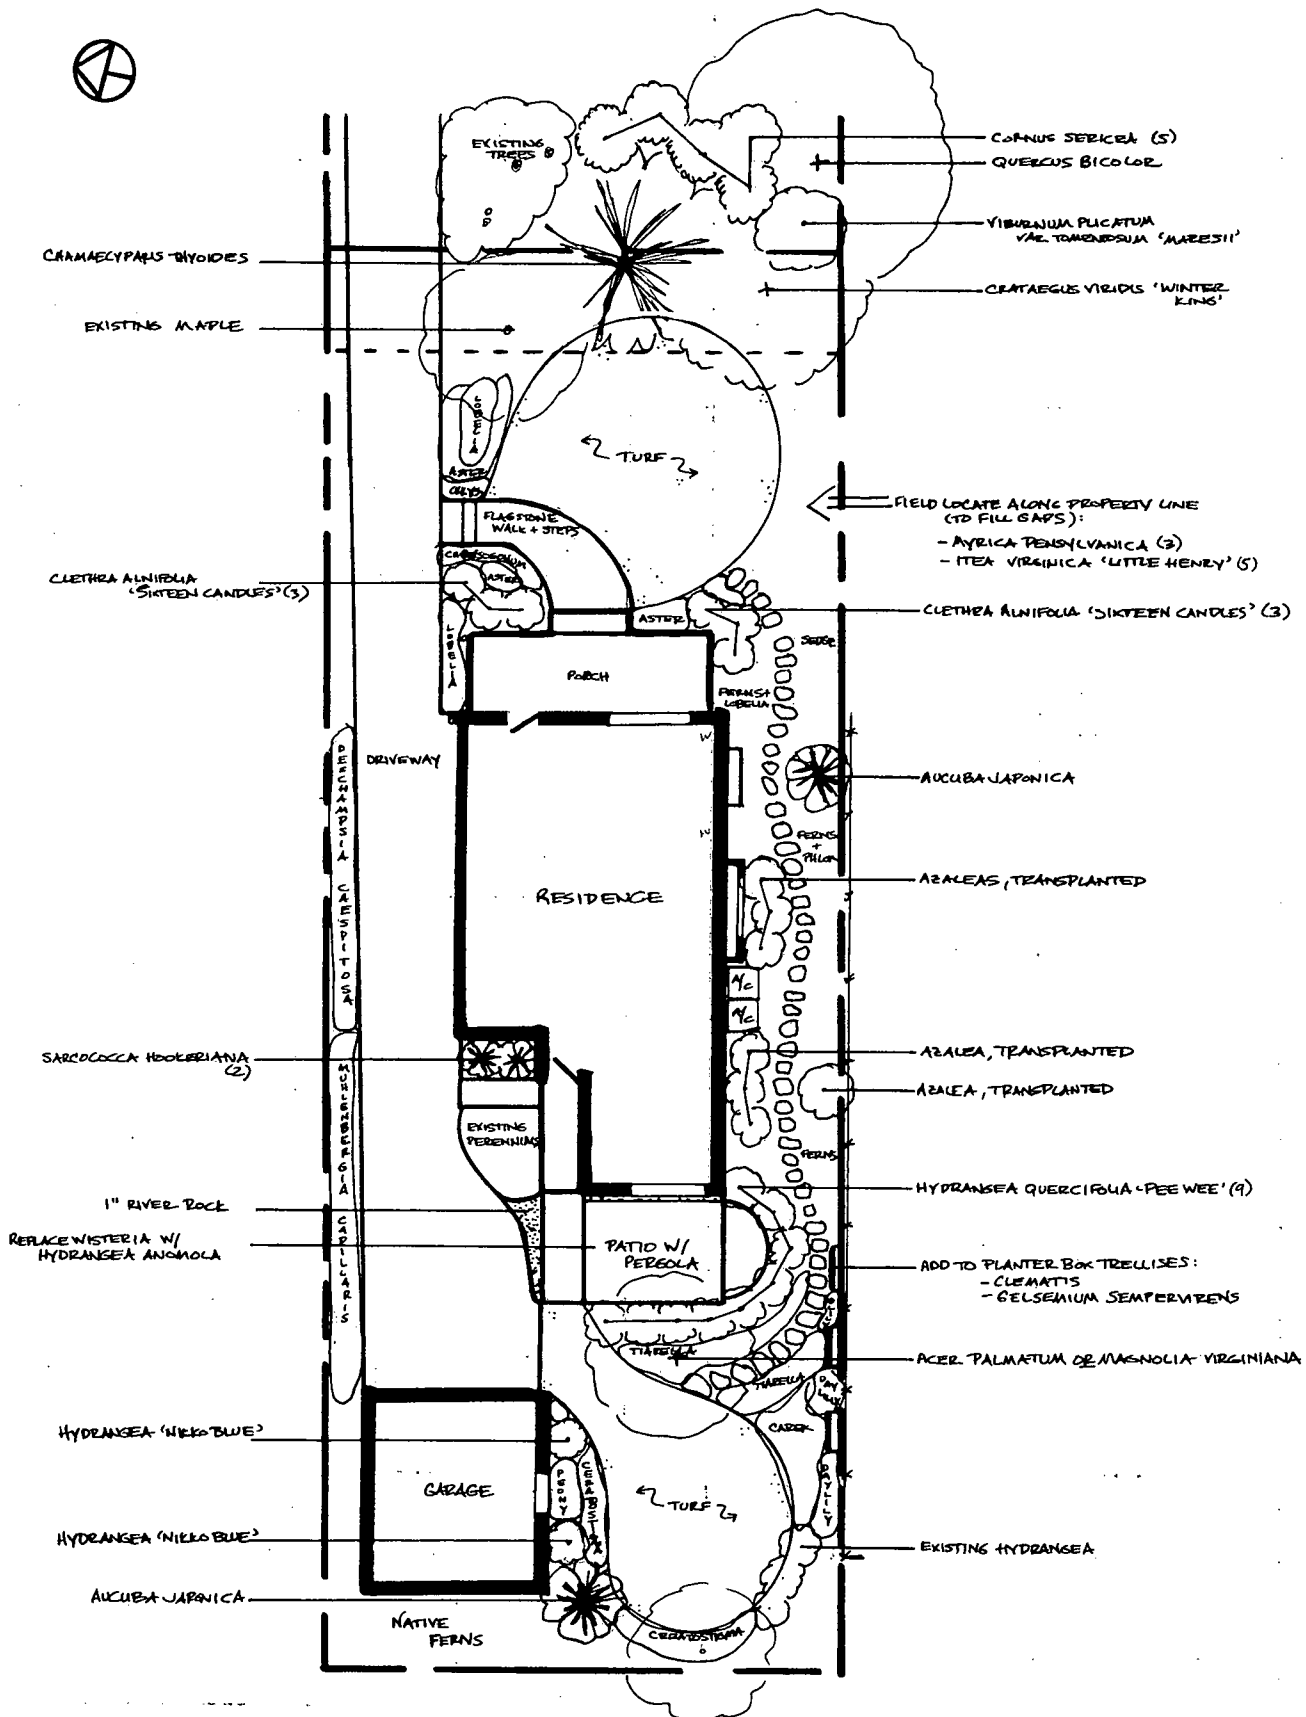 EXISTING
TREES
CORNUS SERICEA (5)
QUERCUS BICOLOR
VIBURNUM PLICATUM
VAR. TOMENOSUM 'MARESII'
CHAMAECYPARIS THYOIDES
CRATAEGUS VIRIDIS 'WINTER
KING'
EXISTING MAPLE
LOBELIA
TURF
ASTER
FLAGSTONE
WALK + STEPS
FIELD LOCATE ALONG PROPERTY LINE
(TO FILL GAPS):
- MYRICA PENSYLVANICA (3)
- ITEA VIRGINICA 'LITTLE HENRY' (5)
CHRYSOGONUM
ASTER
CLETHRA ALNIFOLIA
'SIXTEEN CANDLES' (3)
CLETHRA ALNIFOLIA 'SIXTEEN CANDLES' (3)
ASTER
LOBELIA
SEDGE
PORCH
FERNS +
LOBELIA
DRIVEWAY
W
AUCUBA JAPONICA
DESCHAMPSIA CAESPITOSA
FERNS
+
PHLOX
AZALEAS, TRANSPLANTED
RESIDENCE
A/C
A/C
SARCOCOCCA HOOKERIANA
(2)
AZALEA, TRANSPLANTED
AZALEA, TRANSPLANTED
MUHLENBERGIA CAPILLARIS
EXISTING
PERENNIALS
FERNS
HYDRANGEA QUERCIFOLIA 'PEE WEE' (9)
1" RIVER ROCK
REPLACE WISTERIA W/
HYDRANGEA ANOMOLA
PATIO W/
PERGOLA
ADD TO PLANTER BOX TRELLISES:
- CLEMATIS
- GELSEMIUM SEMPERVIRENS
TIARELLA
ACER PALMATUM OR MAGNOLIA VIRGINIANA
TIARELLA
DAY
LILY
CAREX
HYDRANGEA 'NIKKO BLUE'
GARAGE
PEONY
DAYLILY
TURF
HYDRANGEA 'NIKKO BLUE'
EXISTING HYDRANGEA
AUCUBA JAPONICA
NATIVE
FERNS
CERATOSTIGMA